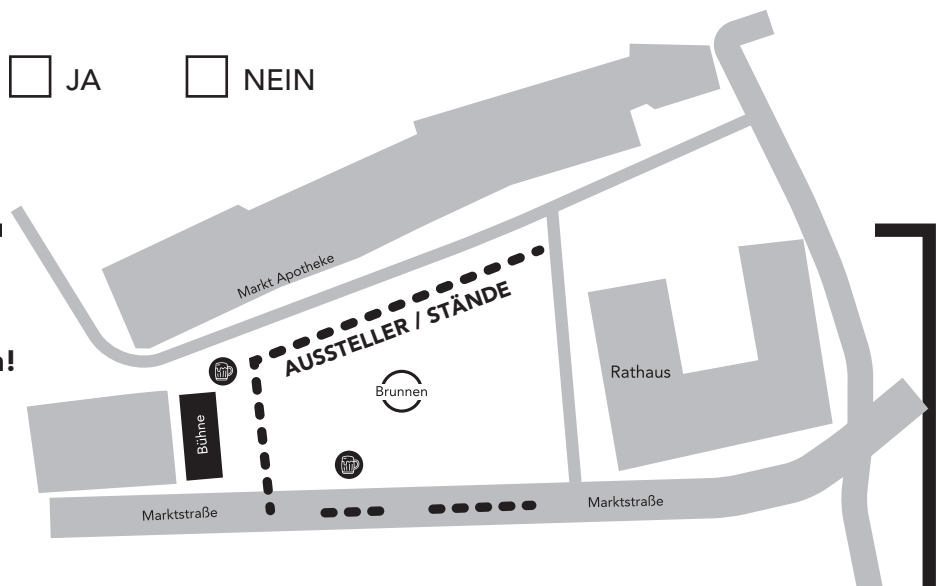 JA
NEIN
Markt Apotheke
AUSSTELLER / STÄNDE
!
Brunnen
Rathaus
Bühne
Marktstraße
Marktstraße